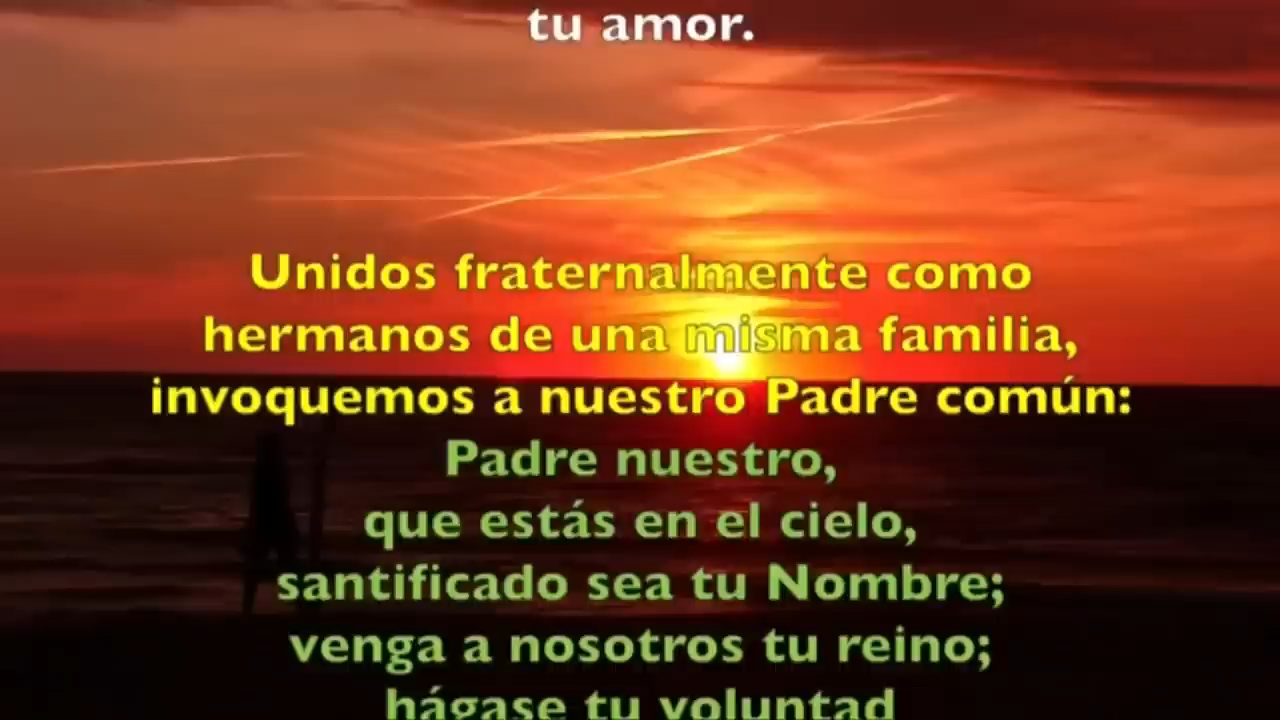 tu amor.
Unidos fraternalmente como
hermanos de una misma familia,
invoquemos a nuestro Padre común:
Padre nuestro,
que estás en el cielo,
santificado sea tu Nombre;
venga a nosotros tu reino;
hágase tu voluntad